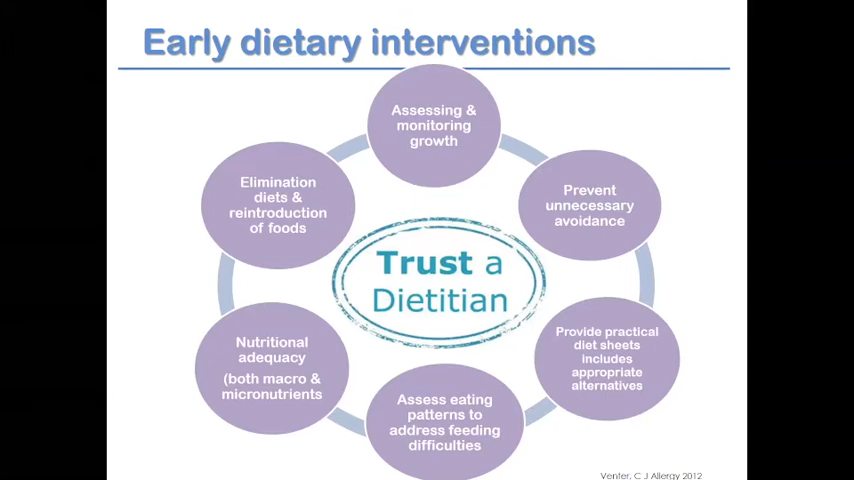 Early dietary interventions
Assessing &
monitoring
growth
Prevent
unnecessary
avoidance
Provide practical
diet sheets
includes
appropriate
alternatives
Assess eating
patterns to
address feeding
difficulties
Nutritional
adequacy
(both macro &
micronutrients
Elimination
diets &
reintroduction
of foods
Trust a
Dietitian
Venter, C J Allergy 2012